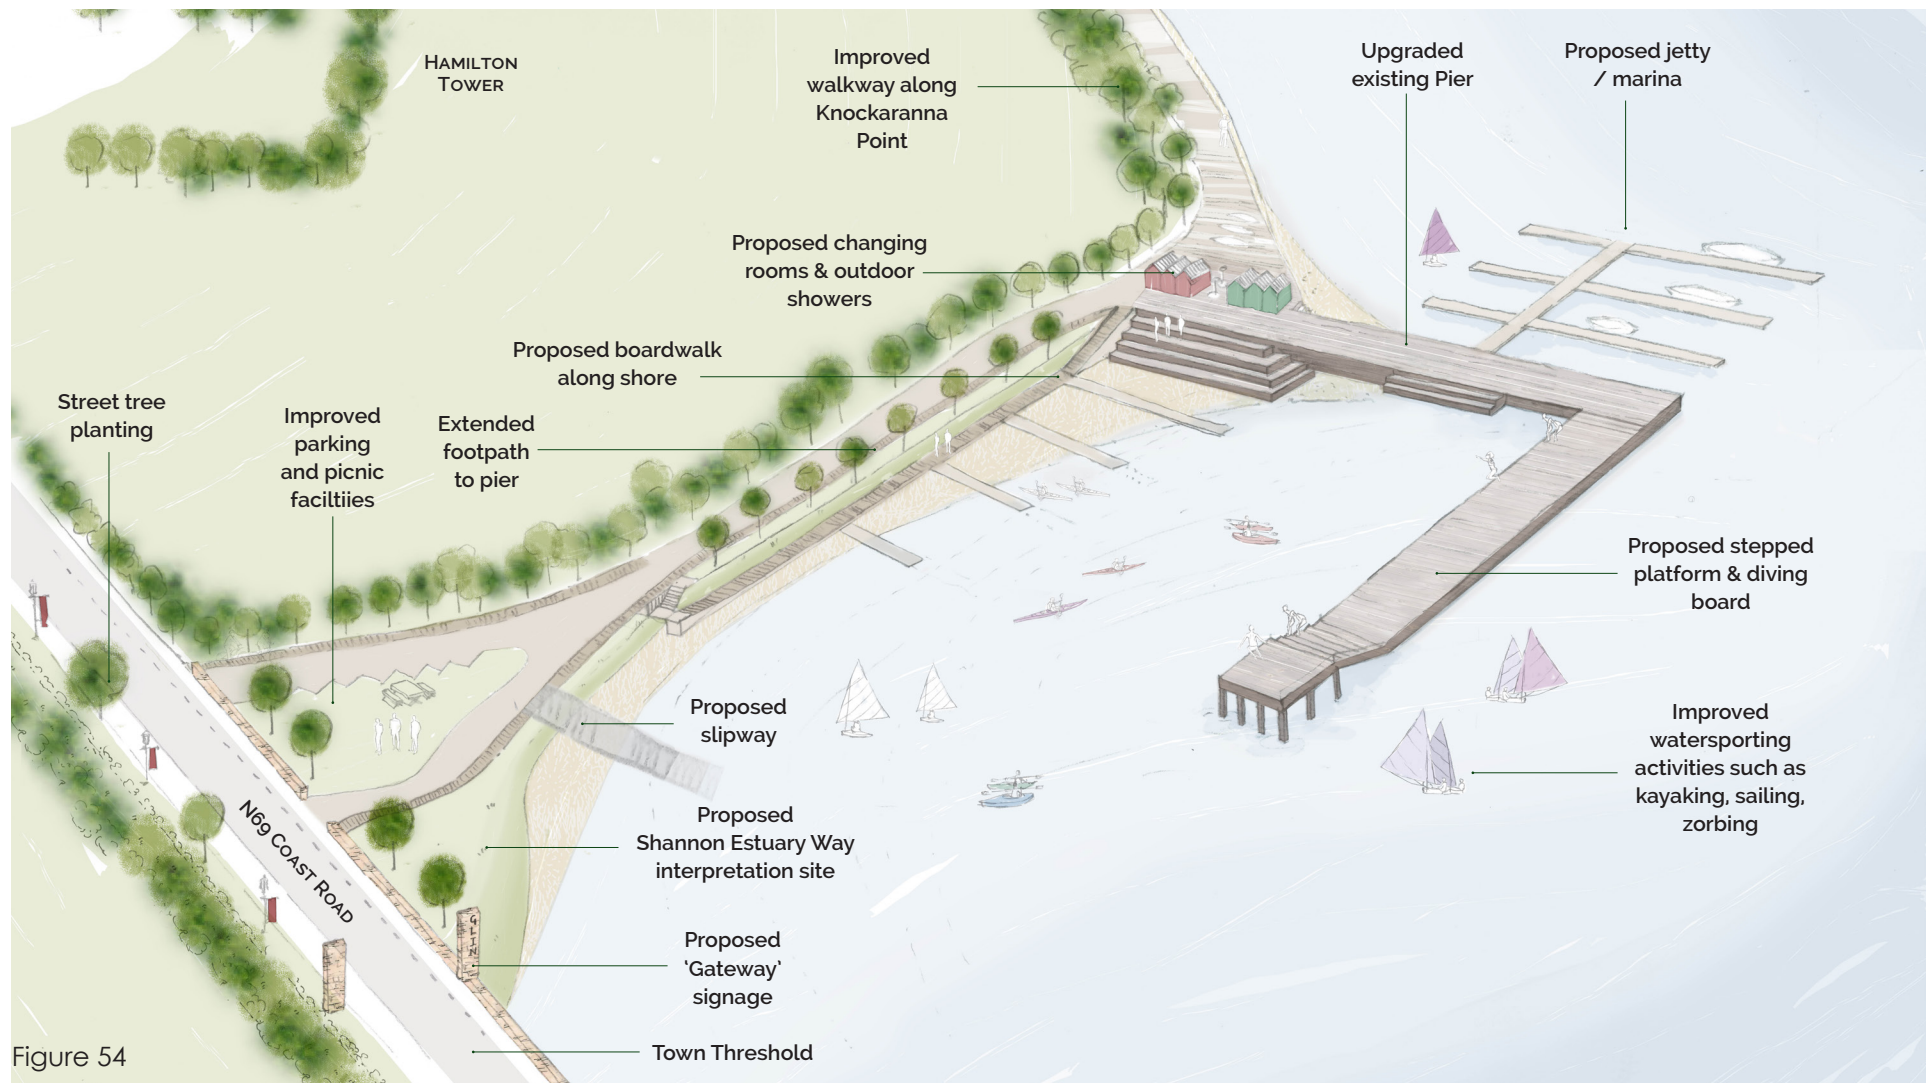 HAMILTON
TOWER
Improved
walkway along
Knockaranna
Point
Upgraded
existing Pier
Proposed jetty
/ marina
Proposed changing
rooms & outdoor
showers
Proposed boardwalk
along shore
Street tree
planting
Improved
parking
and picnic
faciltiies
Extended
footpath
to pier
Proposed stepped
platform & diving
board
Proposed
slipway
Improved
watersporting
activities such as
kayaking, sailing,
zorbing
N69 COAST ROAD
Proposed
Shannon Estuary Way
interpretation site
GLIN
Proposed
'Gateway'
signage
Town Threshold
Figure 54